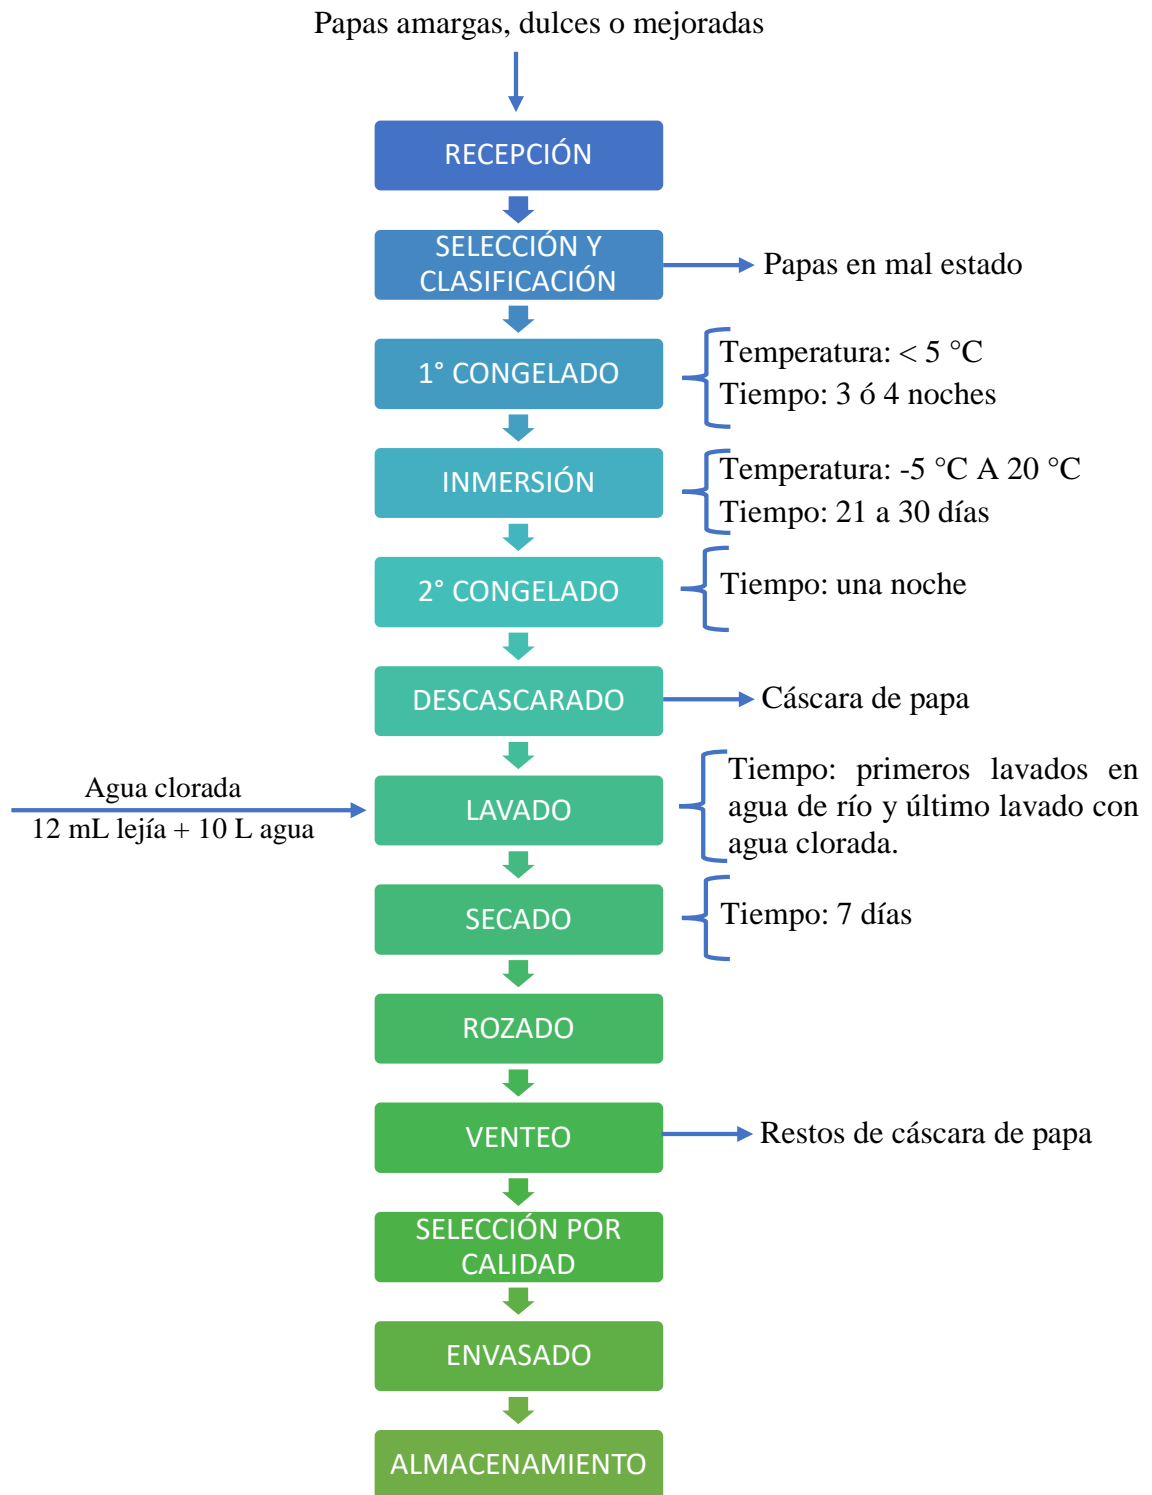 Papas amargas, dulces o mejoradas
RECEPCIÓN
SELECCIÓN Y
CLASIFICACIÓN
Papas en mal estado
1° CONGELADO
Temperatura: < 5 °C
Tiempo: 3 ó 4 noches
INMERSIÓN
Temperatura: -5 °C A 20 °C
Tiempo: 21 a 30 días
2° CONGELADO
Tiempo: una noche
DESCASCARADO
Cáscara de papa
Agua clorada
12 mL lejía + 10 L agua
LAVADO
Tiempo: primeros lavados en
agua de río y último lavado con
agua clorada.
SECADO
Tiempo: 7 días
ROZADO
VENTEO
Restos de cáscara de papa
SELECCIÓN POR
CALIDAD
ENVASADO
ALMACENAMIENTO